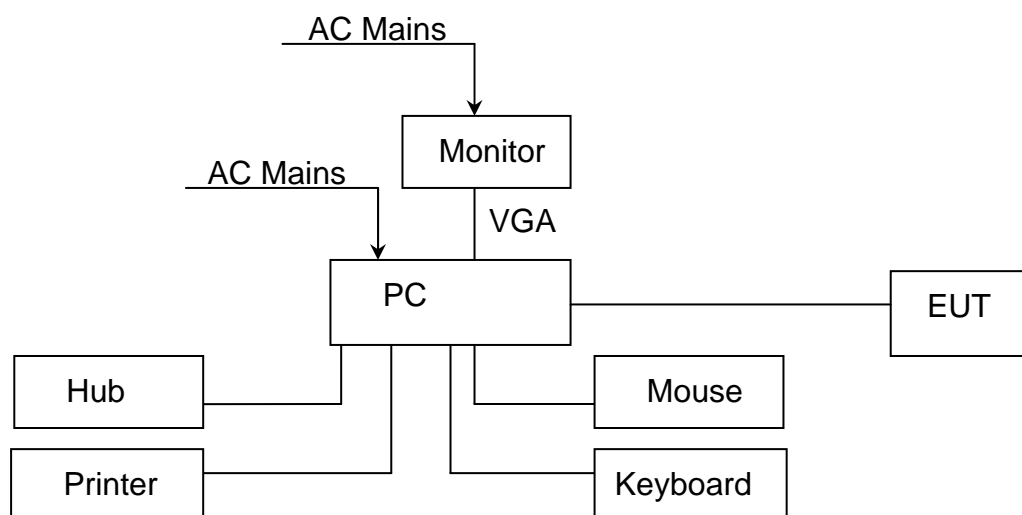 AC Mains
Monitor
AC Mains
VGA
PC
EUT
Hub
Mouse
Printer
Keyboard